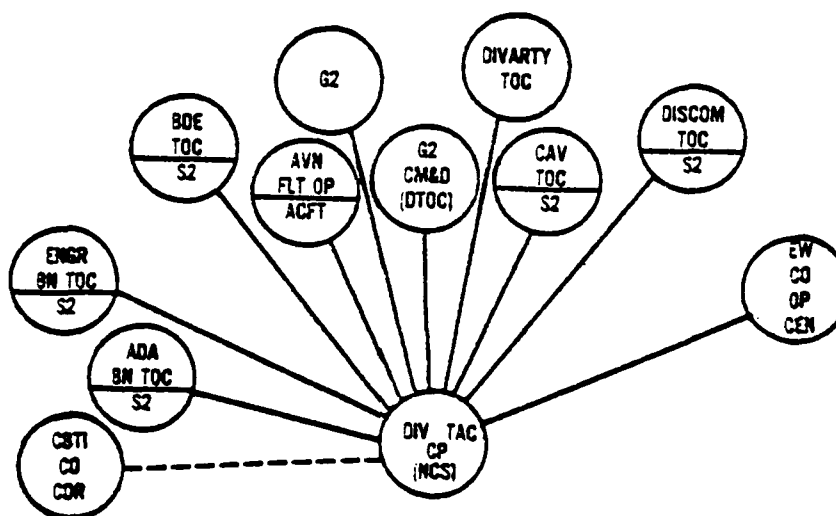 G2
DIVARTY
TOC
BDE
TOC
S2
AVN
FLT OP
ACFT
G2
CM&D
(DTOC)
CAV
TOC
S2
DISCOM
TOC
S2
ENGR
BN TOC
S2
EW
CO
OP
CEN
ADA
BN TOC
S2
CBTI
CO
CDR
DIV TAC
CP
(NCS)